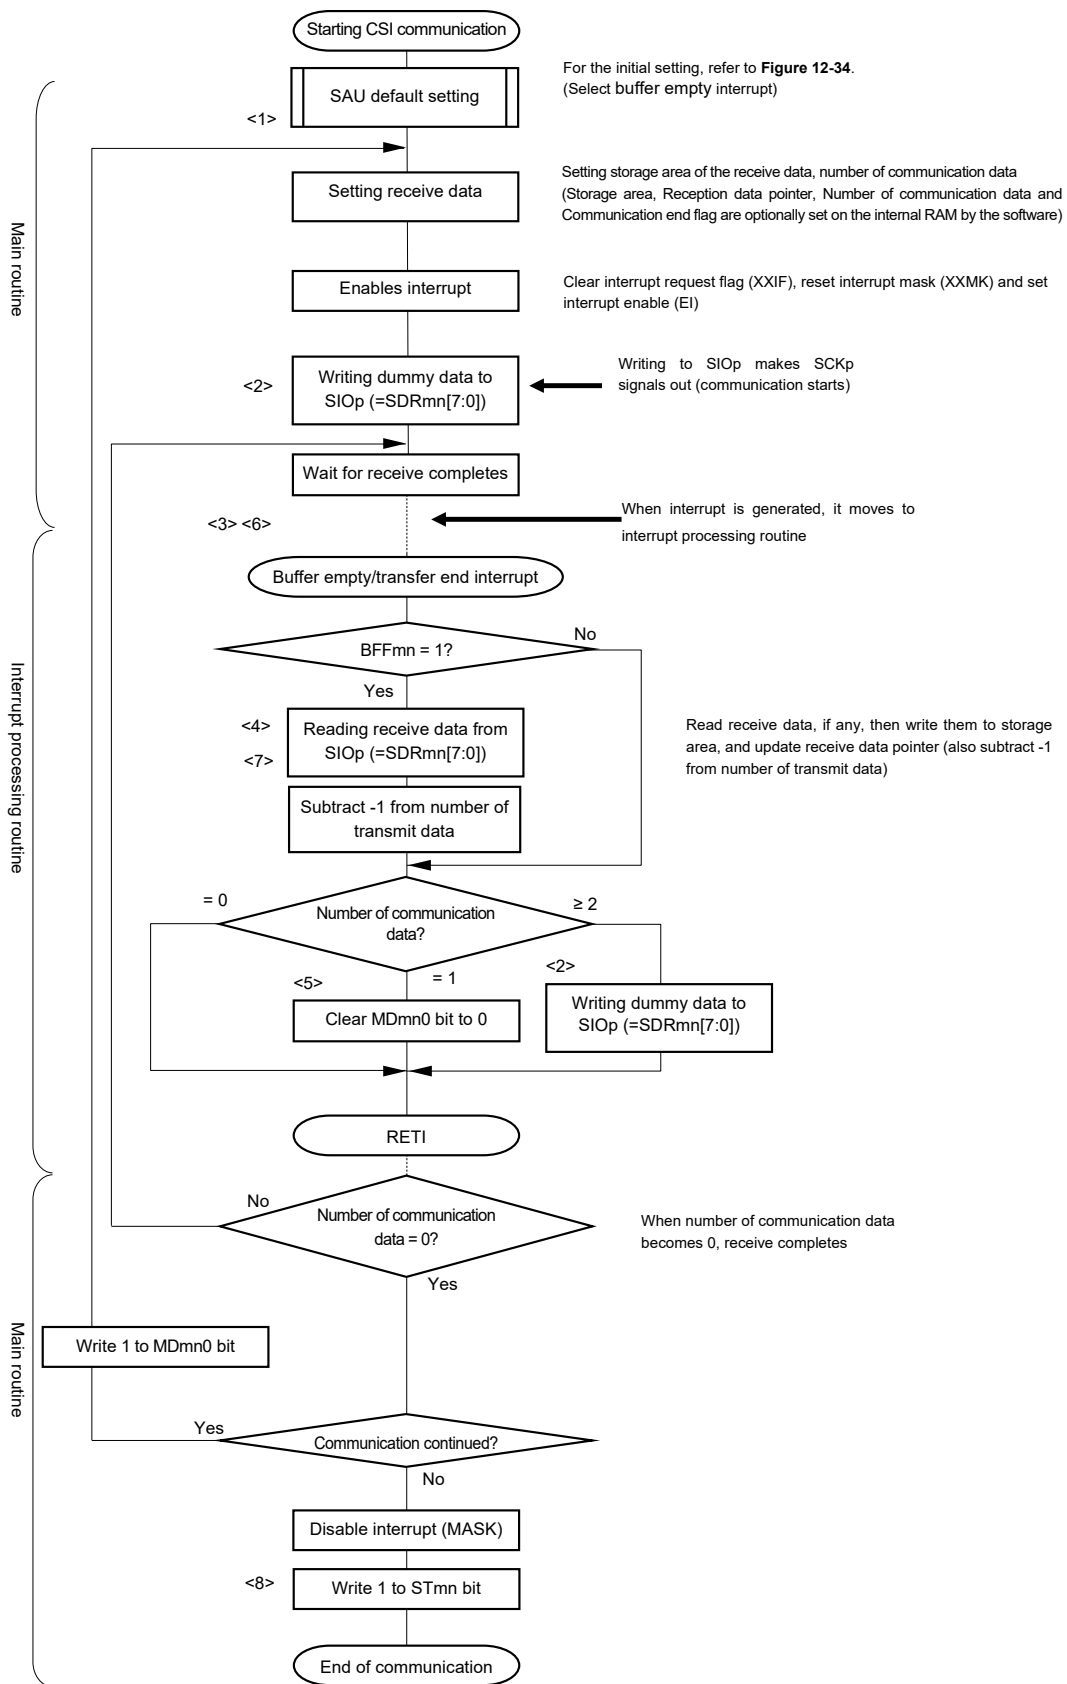 Starting CSI communication
For the initial setting, refer to Figure 12-34.
(Select buffer empty interrupt)
SAU default setting
<1>
Setting storage area of the receive data, number of communication data
(Storage area, Reception data pointer, Number of communication data and
Communication end flag are optionally set on the internal RAM by the software)
Setting receive data
Main routine
Enables interrupt
Clear interrupt request flag (XXIF), reset interrupt mask (XXMK) and set
interrupt enable (EI)
<2>
Writing dummy data to
SIOp (=SDRmn[7:0])
Writing to SIOp makes SCKp
signals out (communication starts)
Wait for receive completes
<3> <6>
When interrupt is generated, it moves to
interrupt processing routine
Buffer empty/transfer end interrupt
BFFmn = 1?
No
Yes
<4>
<7>
Reading receive data from
SIOp (=SDRmn[7:0])
Read receive data, if any, then write them to storage
area, and update receive data pointer (also subtract -1
from number of transmit data)
Interrupt processing routine
Subtract -1 from number of
transmit data
= 0
Number of communication
data?
≥ 2
= 1
<5>
Clear MDmn0 bit to 0
<2>
Writing dummy data to
SIOp (=SDRmn[7:0])
RETI
No
Number of communication
data = 0?
When number of communication data
becomes 0, receive completes
Yes
Main routine
Write 1 to MDmn0 bit
Yes
Communication continued?
No
Disable interrupt (MASK)
<8>
Write 1 to STmn bit
End of communication